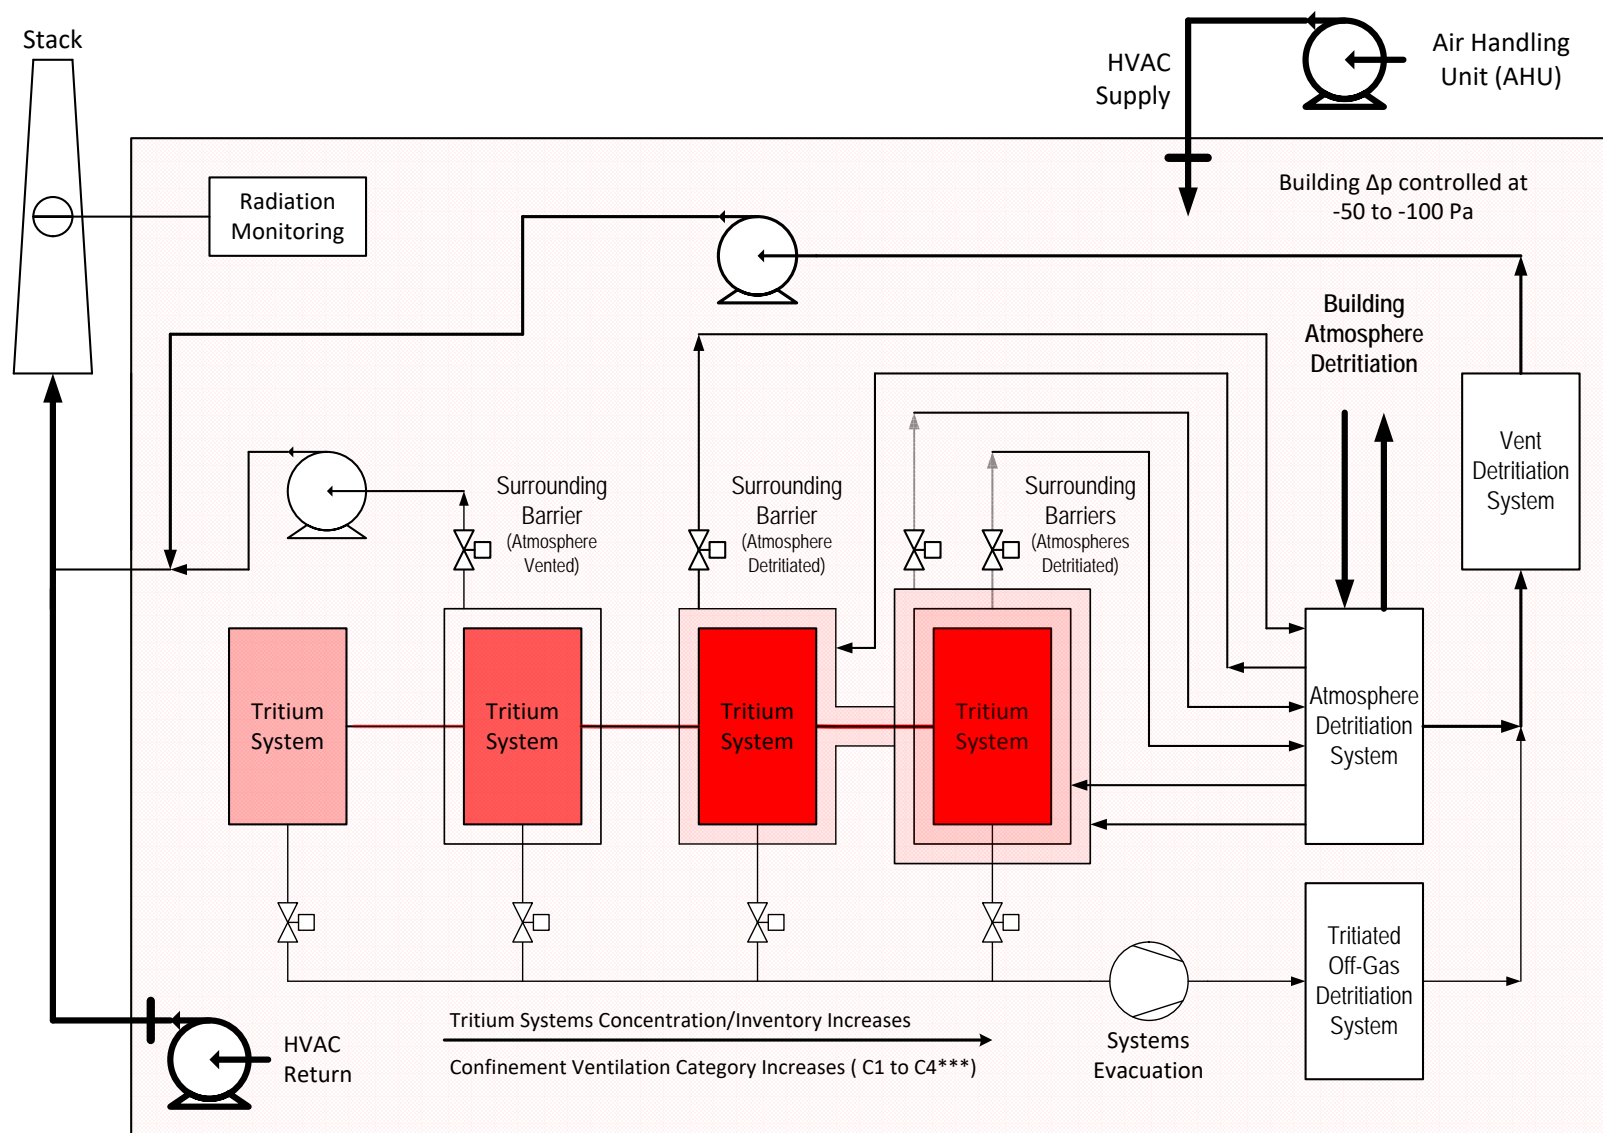 Stack
HVAC
Supply
Air Handling
Unit (AHU)
Radiation
Monitoring
Building Δp controlled at
-50 to -100 Pa
Building
Atmosphere
Detritiation
Vent
Detritiation
System
Surrounding
Barrier
(Atmosphere
Vented)
Surrounding
Barrier
(Atmosphere
Detritiated)
Surrounding
Barriers
(Atmospheres
Detritiated)
Tritium
System
Tritium
System
Tritium
System
Tritium
System
Atmosphere
Detritiation
System
Tritiated
Off-Gas
Detritiation
System
HVAC
Return
Tritium Systems Concentration/Inventory Increases
Confinement Ventilation Category Increases ( C1 to C4***)
Systems
Evacuation